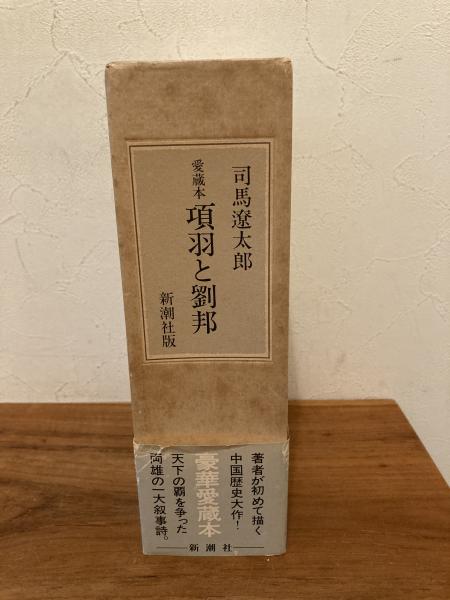 司馬遼太郎
愛蔵本
項羽と劉邦
新潮社版
著者が初めて描く
中国歴史大作!
豪華愛蔵本
天下の覇を争った
両雄の一大叙事詩。
新潮社